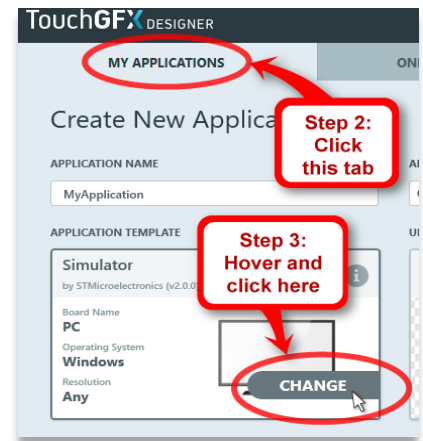 TouchGFX DESIGNER
MY APPLICATIONS
ON
Create New Applica
Step 2:
Click
this tab
APPLICATION NAME
A
MyApplication
APPLICATION TEMPLATE
U
Step 3:
Hover and
click here
Simulator
by STMicroelectronics (v2.0.0)
i
Board Name
PC
Operating System
Windows
Resolution
Any
CHANGE